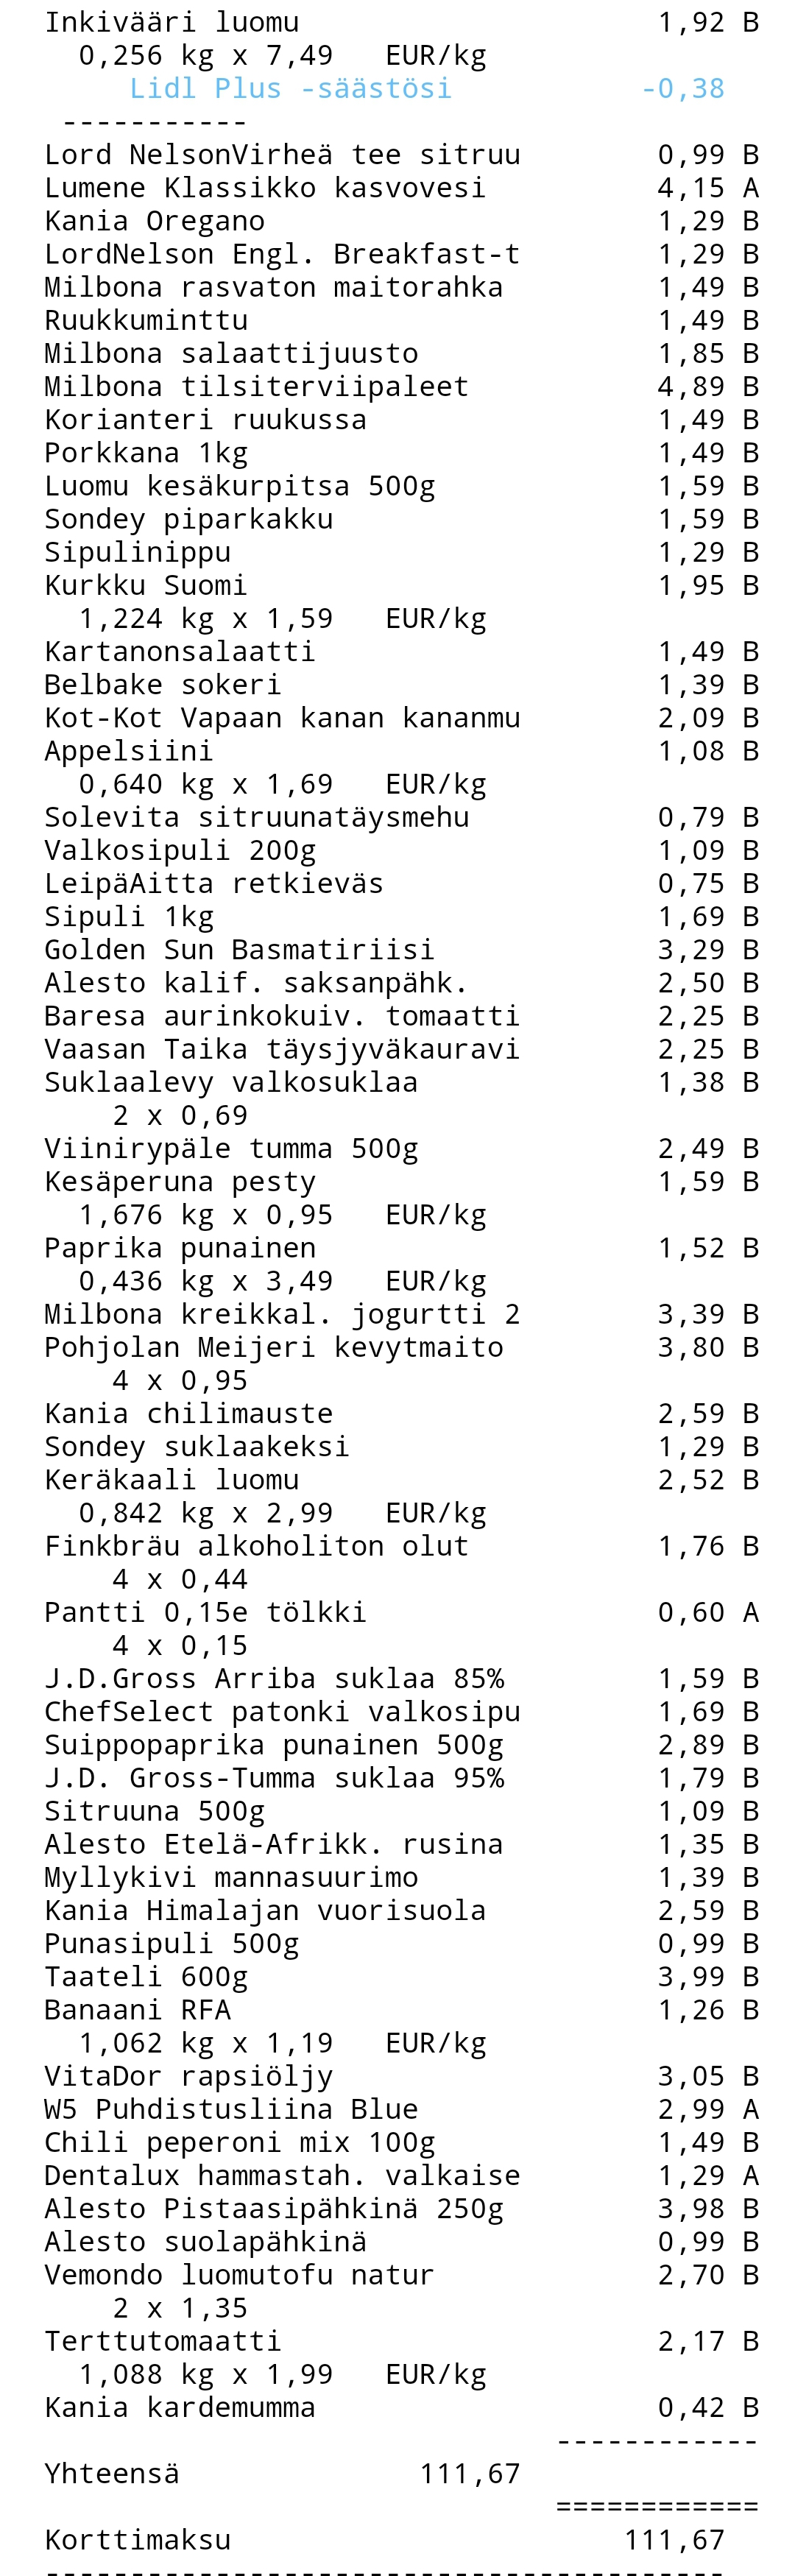 Inkivääri luomu 1,92 B
0,256 kg x 7,49 EUR/kg
Lidl Plus -säästösi -0,38
-----------
Lord NelsonVirheä tee sitruu 0,99 B
Lumene Klassikko kasvovesi 4,15 A
Kania Oregano 1,29 B
LordNelson Engl. Breakfast-t 1,29 B
Milbona rasvaton maitorahka 1,49 B
Ruukkuminttu 1,49 B
Milbona salaattijuusto 1,85 B
Milbona tilsiterviipaleet 4,89 B
Korianteri ruukussa 1,49 B
Porkkana 1kg 1,49 B
Luomu kesäkurpitsa 500g 1,59 B
Sondey piparkakku 1,59 B
Sipulinippu 1,29 B
Kurkku Suomi 1,95 B
1,224 kg x 1,59 EUR/kg
Kartanonsalaatti 1,49 B
Belbake sokeri 1,39 B
Kot-Kot Vapaan kanan kananmu 2,09 B
Appelsiini 1,08 B
0,640 kg x 1,69 EUR/kg
Solevita sitruunatäysmehu 0,79 B
Valkosipuli 200g 1,09 B
LeipäAitta retkieväs 0,75 B
Sipuli 1kg 1,69 B
Golden Sun Basmatiriisi 3,29 B
Alesto kalif. saksanpähk. 2,50 B
Baresa aurinkokuiv. tomaatti 2,25 B
Vaasan Taika täysjyväkauravi 2,25 B
Suklaalevy valkosuklaa 1,38 B
2 x 0,69
Viinirypäle tumma 500g 2,49 B
Kesäperuna pesty 1,59 B
1,676 kg x 0,95 EUR/kg
Paprika punainen 1,52 B
0,436 kg x 3,49 EUR/kg
Milbona kreikkal. jogurtti 2 3,39 B
Pohjolan Meijeri kevytmaito 3,80 B
4 x 0,95
Kania chilimauste 2,59 B
Sondey suklaakeksi 1,29 B
Keräkaali luomu 2,52 B
0,842 kg x 2,99 EUR/kg
Finkbräu alkoholiton olut 1,76 B
4 x 0,44
Pantti 0,15e tölkki 0,60 A
4 x 0,15
J.D.Gross Arriba suklaa 85% 1,59 B
ChefSelect patonki valkosipu 1,69 B
Suippopaprika punainen 500g 2,89 B
J.D. Gross-Tumma suklaa 95% 1,79 B
Sitruuna 500g 1,09 B
Alesto Etelä-Afrikk. rusina 1,35 B
Myllykivi mannasuurimo 1,39 B
Kania Himalajan vuorisuola 2,59 B
Punasipuli 500g 0,99 B
Taateli 600g 3,99 B
Banaani RFA 1,26 B
1,062 kg x 1,19 EUR/kg
VitaDor rapsiöljy 3,05 B
W5 Puhdistusliina Blue 2,99 A
Chili peperoni mix 100g 1,49 B
Dentalux hammastah. valkaise 1,29 A
Alesto Pistaasipähkinä 250g 3,98 B
Alesto suolapähkinä 0,99 B
Vemondo luomutofu natur 2,70 B
2 x 1,35
Terttutomaatti 2,17 B
1,088 kg x 1,99 EUR/kg
Kania kardemumma 0,42 B
------------
Yhteensä 111,67
============
Korttimaksu 111,67
----------------------------------------